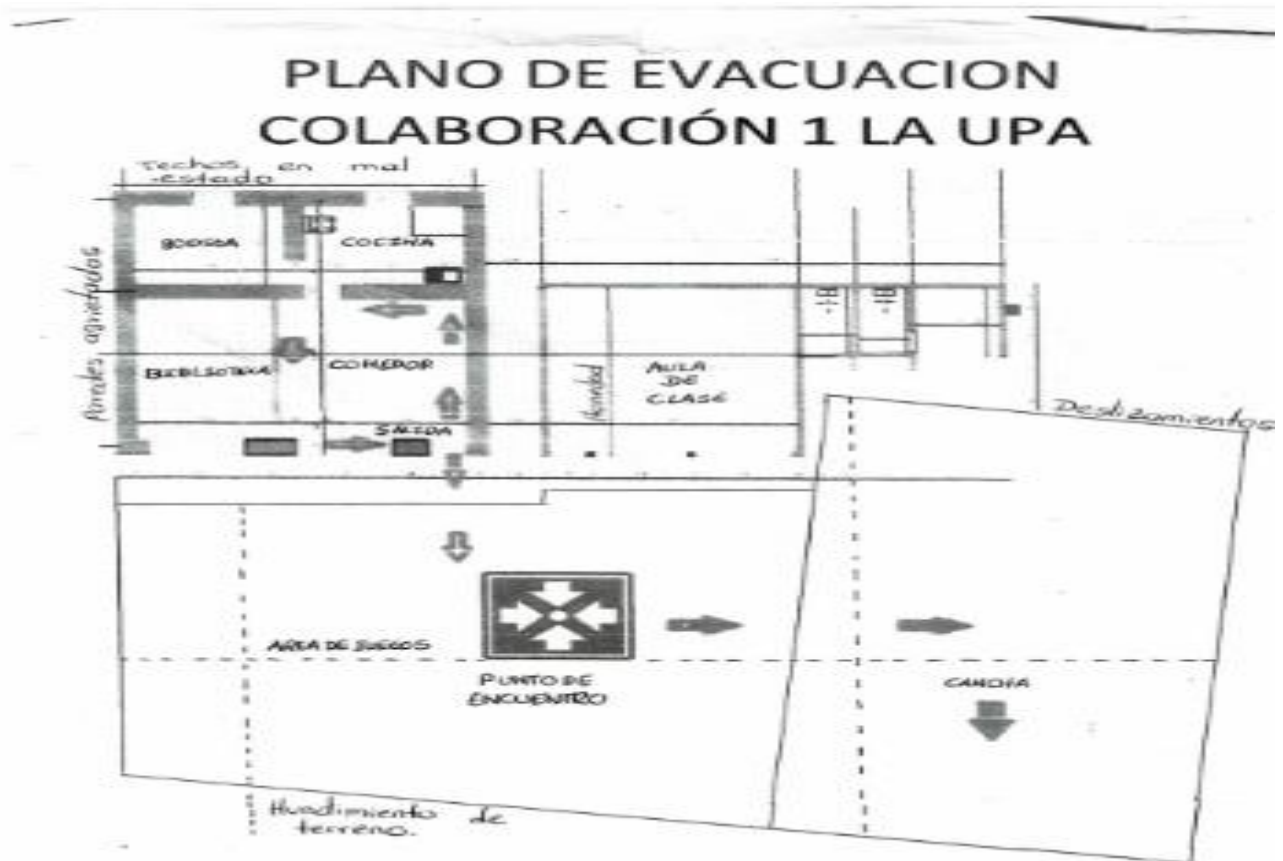 PLANO DE EVACUACION
COLABORACIÓN 1 LA UPA
Techos en mal
estado
Paredes agrietadas
BODEGA
COCINA
BIBLIOTECA
COMEDOR
SALIDA
Humedad
AULA
DE
CLASE
Deslizamientos
AREA DE JUEGOS
PUNTO DE
ENCUENTRO
CANCHA
Hundimiento de
terreno.